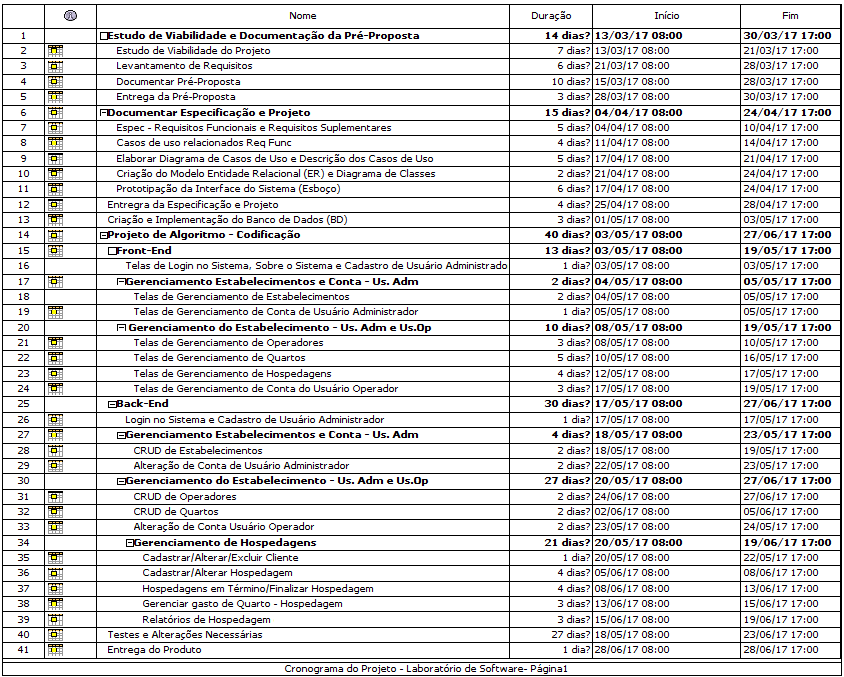 Nome Duração Início Fim
1 Estudo de Viabilidade e Documentação da Pré-Proposta 14 dias? 13/03/17 08:00 30/03/17 17:00
2 Estudo de Viabilidade do Projeto 7 dias? 13/03/17 08:00 21/03/17 17:00
3 Levantamento de Requisitos 6 dias? 21/03/17 08:00 28/03/17 17:00
4 Documentar Pré-Proposta 10 dias? 15/03/17 08:00 28/03/17 17:00
5 Entrega da Pré-Proposta 3 dias? 28/03/17 08:00 30/03/17 17:00
6 Documentar Especificação e Projeto 15 dias? 04/04/17 08:00 24/04/17 17:00
7 Espec - Requisitos Funcionais e Requisitos Suplementares 5 dias? 04/04/17 08:00 10/04/17 17:00
8 Casos de uso relacionados Req Func 4 dias? 11/04/17 08:00 14/04/17 17:00
9 Elaborar Diagrama de Casos de Uso e Descrição dos Casos de Uso 5 dias? 17/04/17 08:00 21/04/17 17:00
10 Criação do Modelo Entidade Relacional (ER) e Diagrama de Classes 2 dias? 21/04/17 08:00 24/04/17 17:00
11 Prototipação da Interface do Sistema (Esboço) 6 dias? 17/04/17 08:00 24/04/17 17:00
12 Entregra da Especificação e Projeto 4 dias? 25/04/17 08:00 28/04/17 17:00
13 Criação e Implementação do Banco de Dados (BD) 3 dias? 01/05/17 08:00 03/05/17 17:00
14 Projeto de Algoritmo - Codificação 40 dias? 03/05/17 08:00 27/06/17 17:00
15 Front-End 13 dias? 03/05/17 08:00 19/05/17 17:00
16 Telas de Login no Sistema, Sobre o Sistema e Cadastro de Usuário Administrado 1 dia? 03/05/17 08:00 03/05/17 17:00
17 Gerenciamento Estabelecimentos e Conta - Us. Adm 2 dias? 04/05/17 08:00 05/05/17 17:00
18 Telas de Gerenciamento de Estabelecimentos 2 dias? 04/05/17 08:00 05/05/17 17:00
19 Telas de Gerenciamento de Conta de Usuário Administrador 1 dia? 05/05/17 08:00 05/05/17 17:00
20 Gerenciamento do Estabelecimento - Us. Adm e Us.Op 10 dias? 08/05/17 08:00 19/05/17 17:00
21 Telas de Gerenciamento de Operadores 3 dias? 08/05/17 08:00 10/05/17 17:00
22 Telas de Gerenciamento de Quartos 5 dias? 10/05/17 08:00 16/05/17 17:00
23 Telas de Gerenciamento de Hospedagens 4 dias? 12/05/17 08:00 17/05/17 17:00
24 Telas de Gerenciamento de Conta do Usuário Operador 3 dias? 17/05/17 08:00 19/05/17 17:00
25 Back-End 30 dias? 17/05/17 08:00 27/06/17 17:00
26 Login no Sistema e Cadastro de Usuário Administrador 1 dia? 17/05/17 08:00 17/05/17 17:00
27 Gerenciamento Estabelecimentos e Conta - Us. Adm 4 dias? 18/05/17 08:00 23/05/17 17:00
28 CRUD de Estabelecimentos 2 dias? 18/05/17 08:00 19/05/17 17:00
29 Alteração de Conta de Usuário Administrador 2 dias? 22/05/17 08:00 23/05/17 17:00
30 Gerenciamento do Estabelecimento - Us. Adm e Us.Op 27 dias? 20/05/17 08:00 27/06/17 17:00
31 CRUD de Operadores 2 dias? 24/06/17 08:00 27/06/17 17:00
32 CRUD de Quartos 2 dias? 02/06/17 08:00 05/06/17 17:00
33 Alteração de Conta Usuário Operador 2 dias? 23/05/17 08:00 24/05/17 17:00
34 Gerenciamento de Hospedagens 21 dias? 20/05/17 08:00 19/06/17 17:00
35 Cadastrar/Alterar/Excluir Cliente 1 dia? 20/05/17 08:00 22/05/17 17:00
36 Cadastrar/Alterar Hospedagem 4 dias? 05/06/17 08:00 08/06/17 17:00
37 Hospedagens em Término/Finalizar Hospedagem 4 dias? 08/06/17 08:00 13/06/17 17:00
38 Gerenciar gasto de Quarto - Hospedagem 3 dias? 13/06/17 08:00 15/06/17 17:00
39 Relatórios de Hospedagem 3 dias? 15/06/17 08:00 19/06/17 17:00
40 Testes e Alterações Necessárias 27 dias? 18/05/17 08:00 23/06/17 17:00
41 Entrega do Produto 1 dia? 28/06/17 08:00 28/06/17 17:00
Cronograma do Projeto - Laboratório de Software- Página1